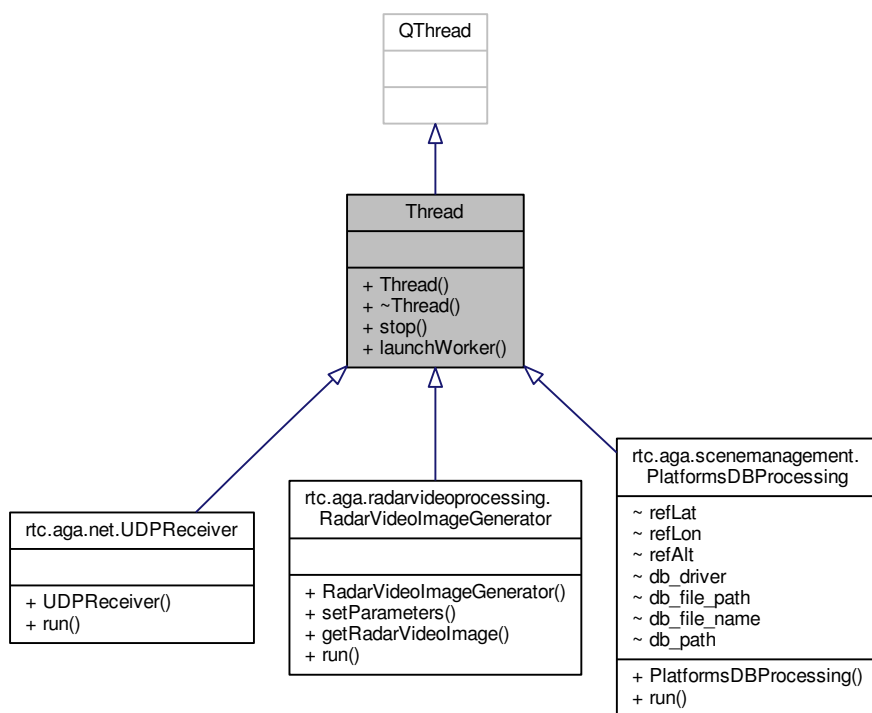 QThread
Thread
+ Thread()
+ ~Thread()
+ stop()
+ launchWorker()
rtc.aga.net.UDPReceiver
+ UDPReceiver()
+ run()
rtc.aga.radarvideoprocessing.
RadarVideoImageGenerator
+ RadarVideoImageGenerator()
+ setParameters()
+ getRadarVideoImage()
+ run()
rtc.aga.scenemanagement.
PlatformsDBProcessing
~ refLat
~ refLon
~ refAlt
~ db_driver
~ db_file_path
~ db_file_name
~ db_path
+ PlatformsDBProcessing()
+ run()